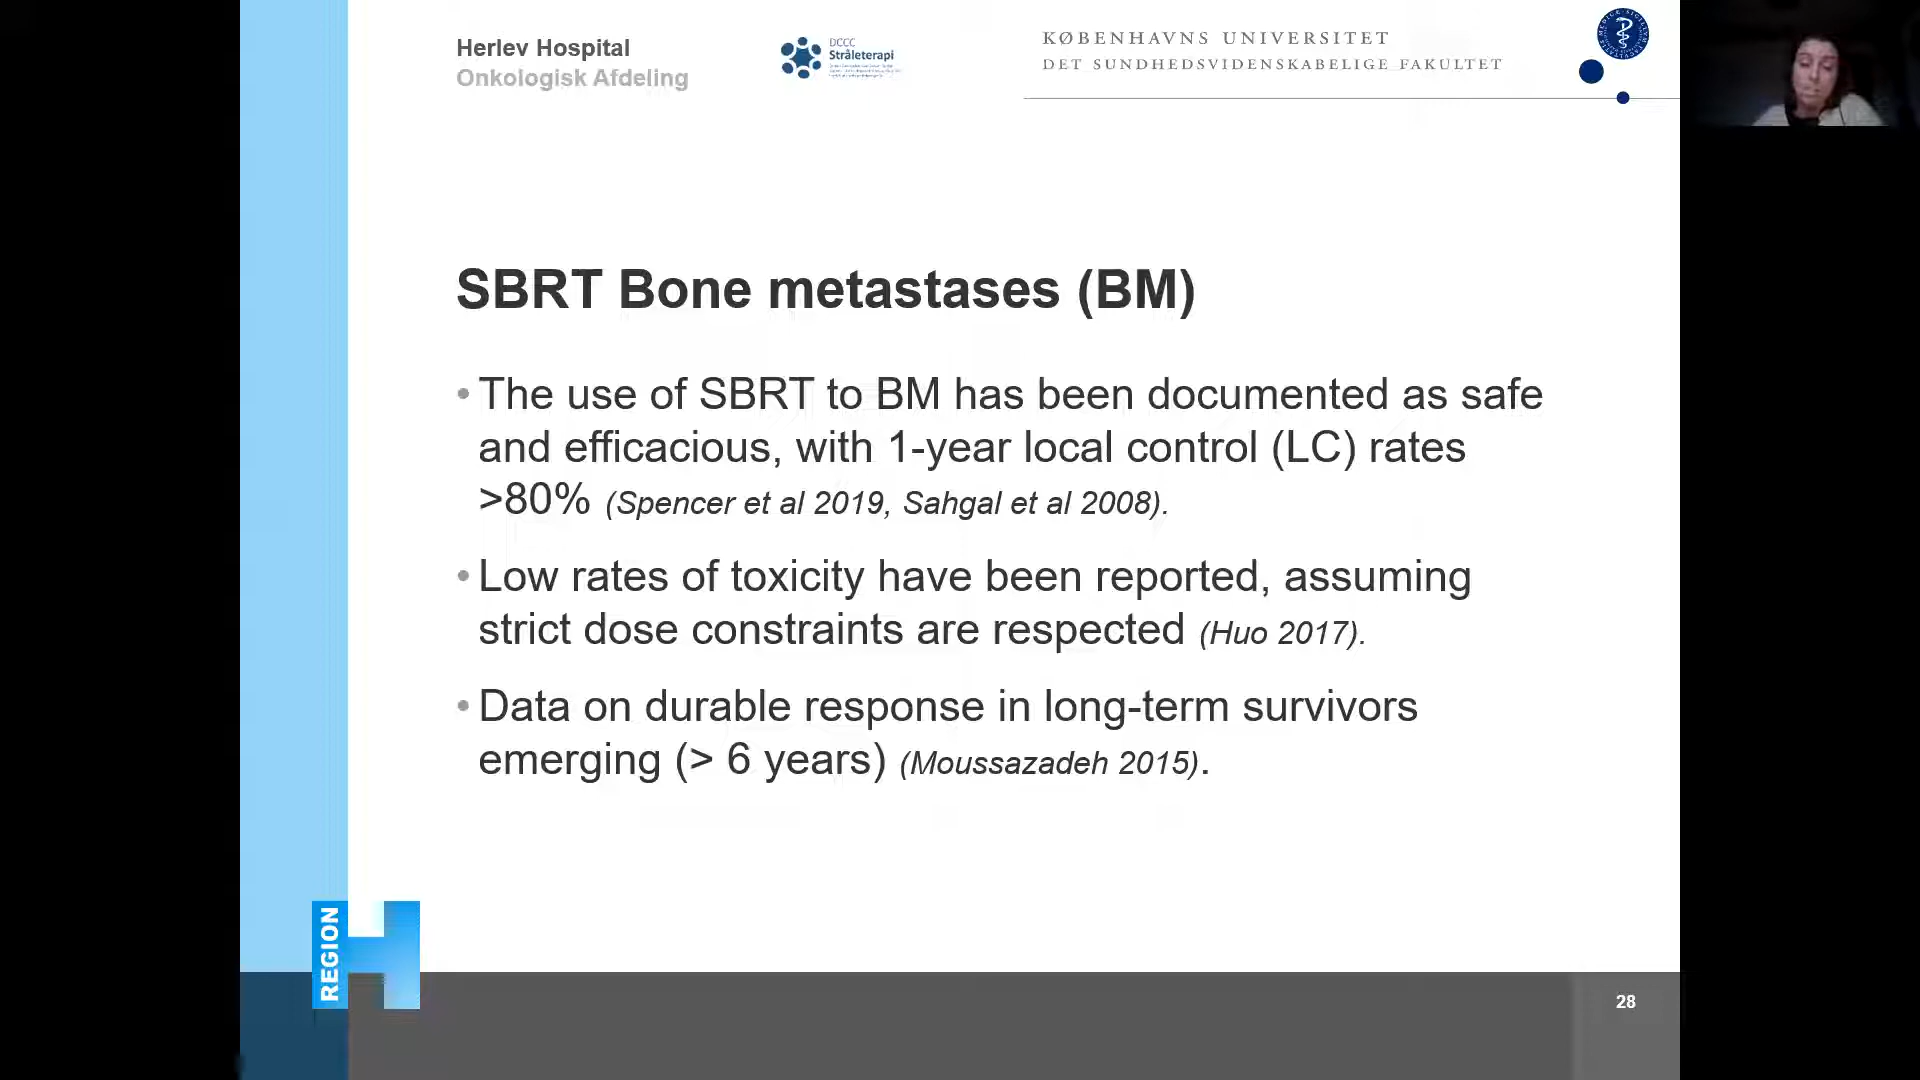 Herlev Hospital
Onkologisk Afdeling
DCCC
Stråleterapi
KØBENHAVNS UNIVERSITET
DET SUNDHEDSVIDENSKABELIGE FAKULTET
SBRT Bone metastases (BM)
• The use of SBRT to BM has been documented as safe
and efficacious, with 1-year local control (LC) rates
>80% (Spencer et al 2019, Sahgal et al 2008).
• Low rates of toxicity have been reported, assuming
strict dose constraints are respected (Huo 2017).
• Data on durable response in long-term survivors
emerging (> 6 years) (Moussazadeh 2015).
REGION
28